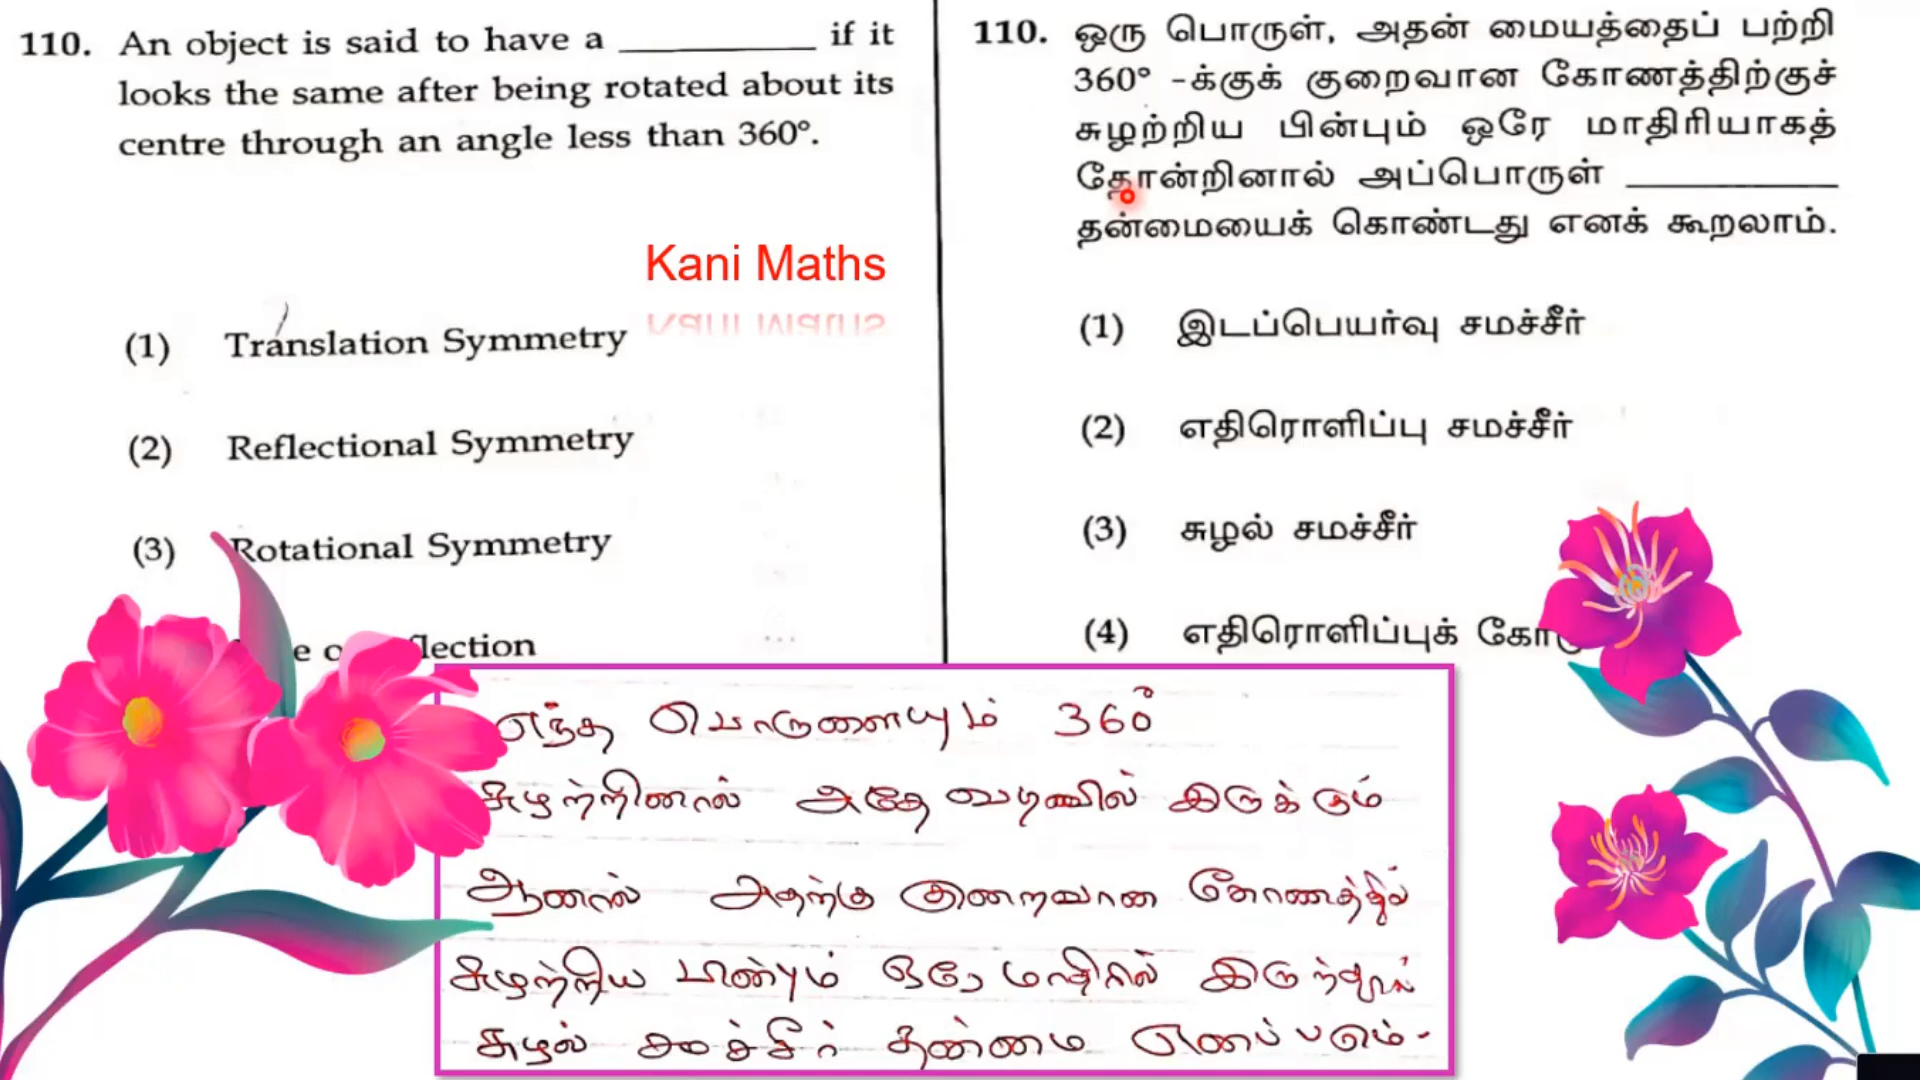 110. An object is said to have a __________ if it
looks the same after being rotated about its
centre through an angle less than 360°.
Kani Maths
(1) Translation Symmetry
(2) Reflectional Symmetry
(3) Rotational Symmetry
110. ஒரு பொருள், அதன் மையத்தைப் பற்றி
360° -க்குக் குறைவான கோணத்திற்குச்
சுழற்றிய பின்பும் ஒரே மாதிரியாகத்
தோன்றினால் அப்பொருள் __________
தன்மையைக் கொண்டது எனக் கூறலாம்.
(1) இடப்பெயர்வு சமச்சீர்
(2) எதிரொளிப்பு சமச்சீர்
(3) சுழல் சமச்சீர்
(4) எதிரொளிப்புக்
எந்த பொருளையும் 360°
சுழற்றினால் அதே வடிவில் இருக்கும்
ஆனால் அதற்கு குறைவான கோணத்தில்
சுழற்றிய பின்பும் ஒரே மாதிரி இருந்தால்
சுழல் சமச்சீர் தன்மை எனப்படும்.